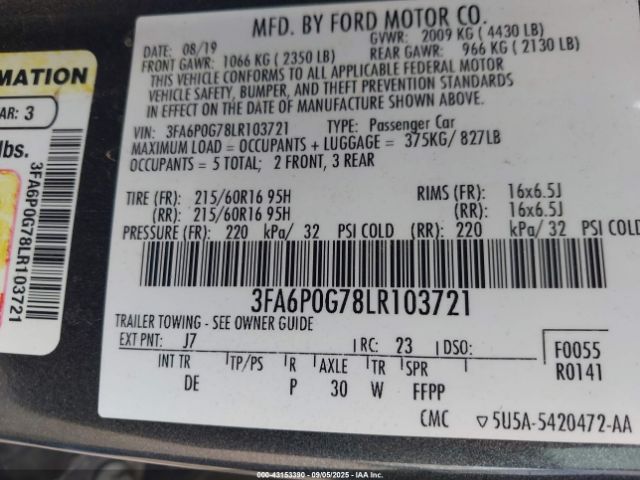 MFD. BY FORD MOTOR CO.
DATE: 08/19 GVWR: 2009 KG ( 4430 LB)
FRONT GAWR: 1066 KG ( 2350 LB) REAR GAWR: 966 KG ( 2130 LB)
THIS VEHICLE CONFORMS TO ALL APPLICABLE FEDERAL MOTOR
VEHICLE SAFETY, BUMPER, AND THEFT PREVENTION STANDARDS
IN EFFECT ON THE DATE OF MANUFACTURE SHOWN ABOVE.
VIN: 3FA6P0G78LR103721 TYPE: Passenger Car
MAXIMUM LOAD = OCCUPANTS + LUGGAGE = 375KG/ 827LB
OCCUPANTS = 5 TOTAL; 2 FRONT, 3 REAR
TIRE (FR): 215/60R16 95H RIMS (FR): 16x6.5J
(RR): 215/60R16 95H (RR): 16x6.5J
PRESSURE (FR): 220 kPa/ 32 PSI COLD (RR): 220 kPa/ 32 PSI COLD
3FA6P0G78LR103721
TRAILER TOWING - SEE OWNER GUIDE
EXT PNT: J7 RC: 23 DSO: F0055
INT TR TP/PS R AXLE TR SPR R0141
DE P 30 W FFPP
CMC 5U5A-5420472-AA
RMATION
AR: 3
lbs.
3FA6P0G78LR103721
000-43153390 (09/05/2025) IAAI.COM